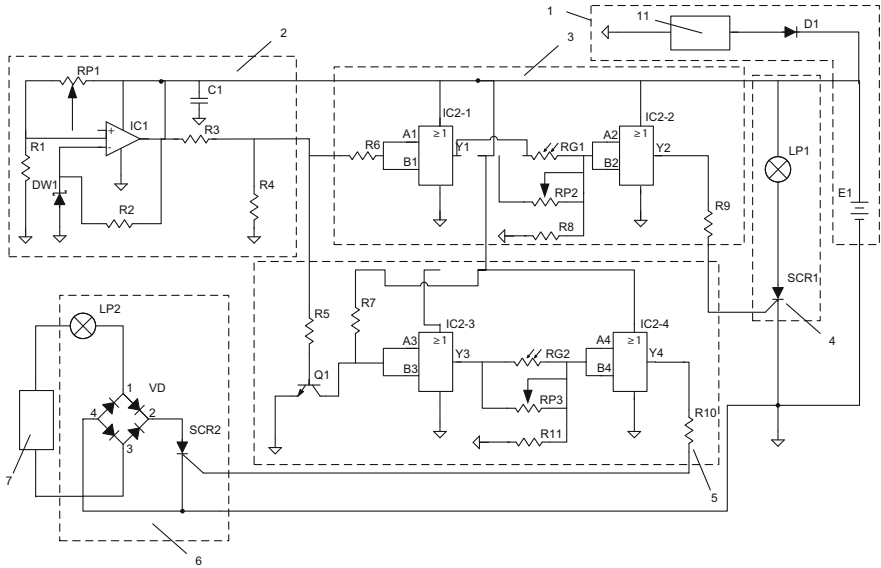 1
11
D1
2
3
RP1
C1
IC1
R3
R1
DW1
R2
R4
R6
A1
B1
IC2-1
≥1
Y1
RG1
RP2
R8
A2
B2
IC2-2
≥1
Y2
R9
LP1
E1
SCR1
4
R5
R7
Q1
A3
B3
IC2-3
≥1
Y3
RG2
RP3
R11
A4
B4
IC2-4
≥1
Y4
R10
5
LP2
VD
1
4
2
3
SCR2
7
6